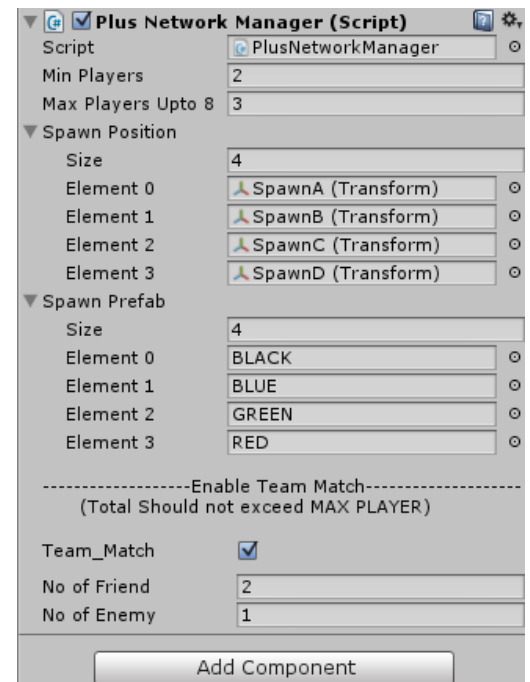 Plus Network Manager (Script)
Script PlusNetworkManager
Min Players 2
Max Players Upto 8 3
Spawn Position
Size 4
Element 0 SpawnA (Transform)
Element 1 SpawnB (Transform)
Element 2 SpawnC (Transform)
Element 3 SpawnD (Transform)
Spawn Prefab
Size 4
Element 0 BLACK
Element 1 BLUE
Element 2 GREEN
Element 3 RED
------------------Enable Team Match--------------------
(Total Should not exceed MAX PLAYER)
Team_Match
No of Friend 2
No of Enemy 1
Add Component